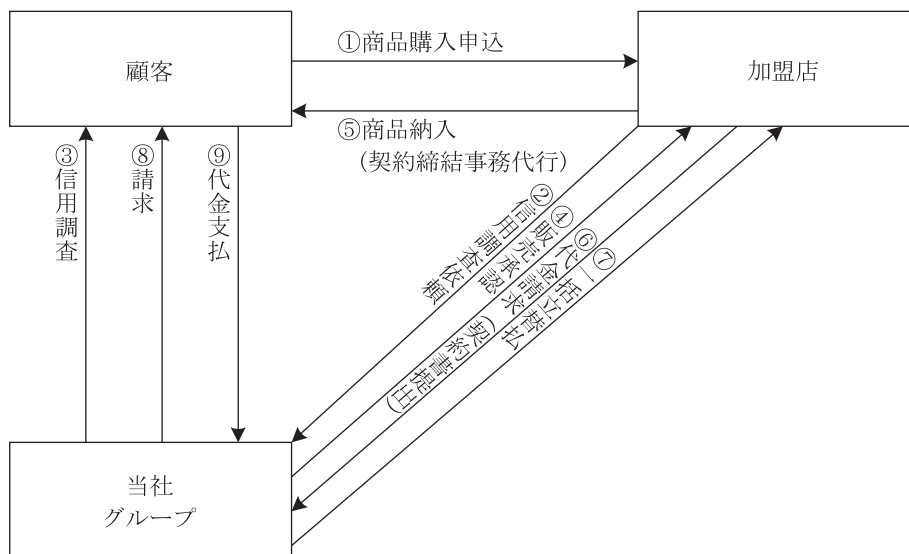 顧客
加盟店
①商品購入申込
⑤商品納入
(契約締結事務代行)
③信用調査
⑧請求
⑨代金支払
②信用調査依頼
④販売承認
⑥代金請求
(契約書提出)
⑦一括立替払
当社
グループ